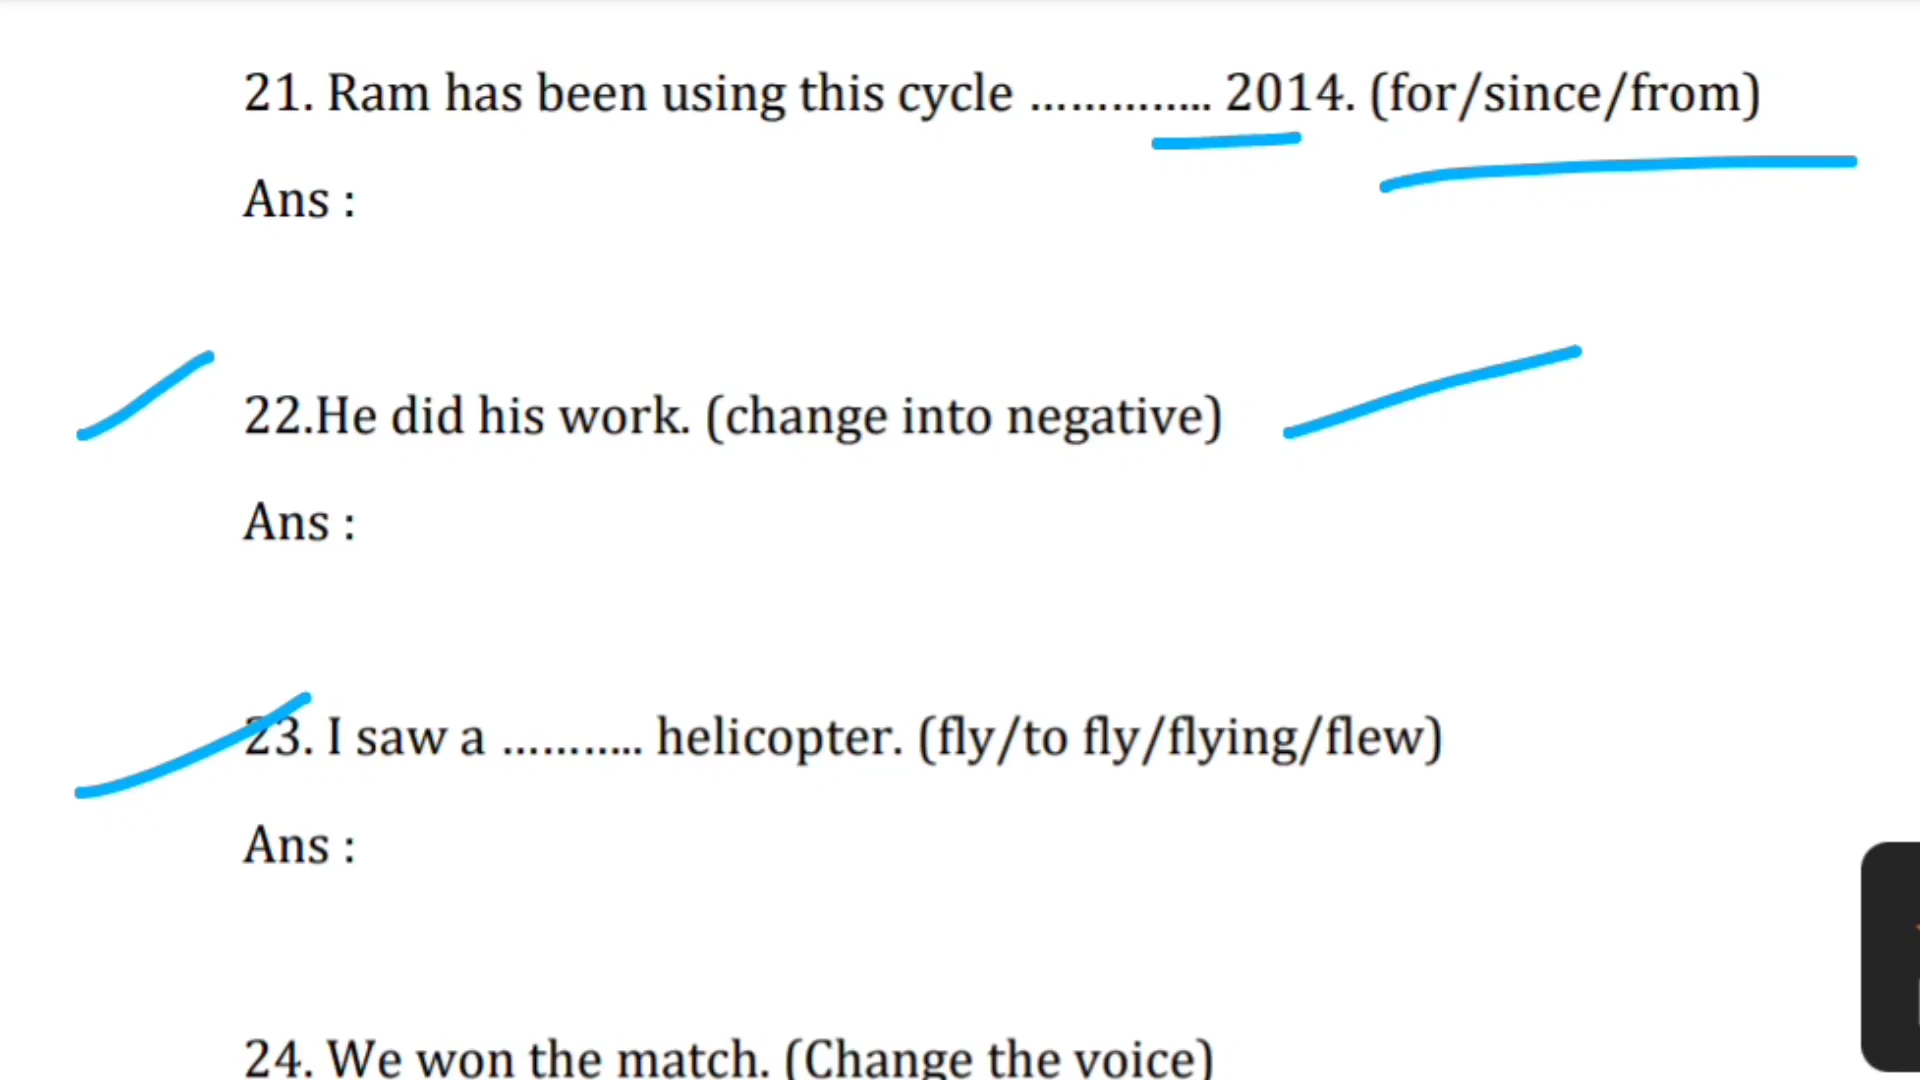 21. Ram has been using this cycle .............. 2014. (for/since/from)
Ans :
22.He did his work. (change into negative)
Ans :
23. I saw a ........... helicopter. (fly/to fly/flying/flew)
Ans :
24. We won the match. (Change the voice)